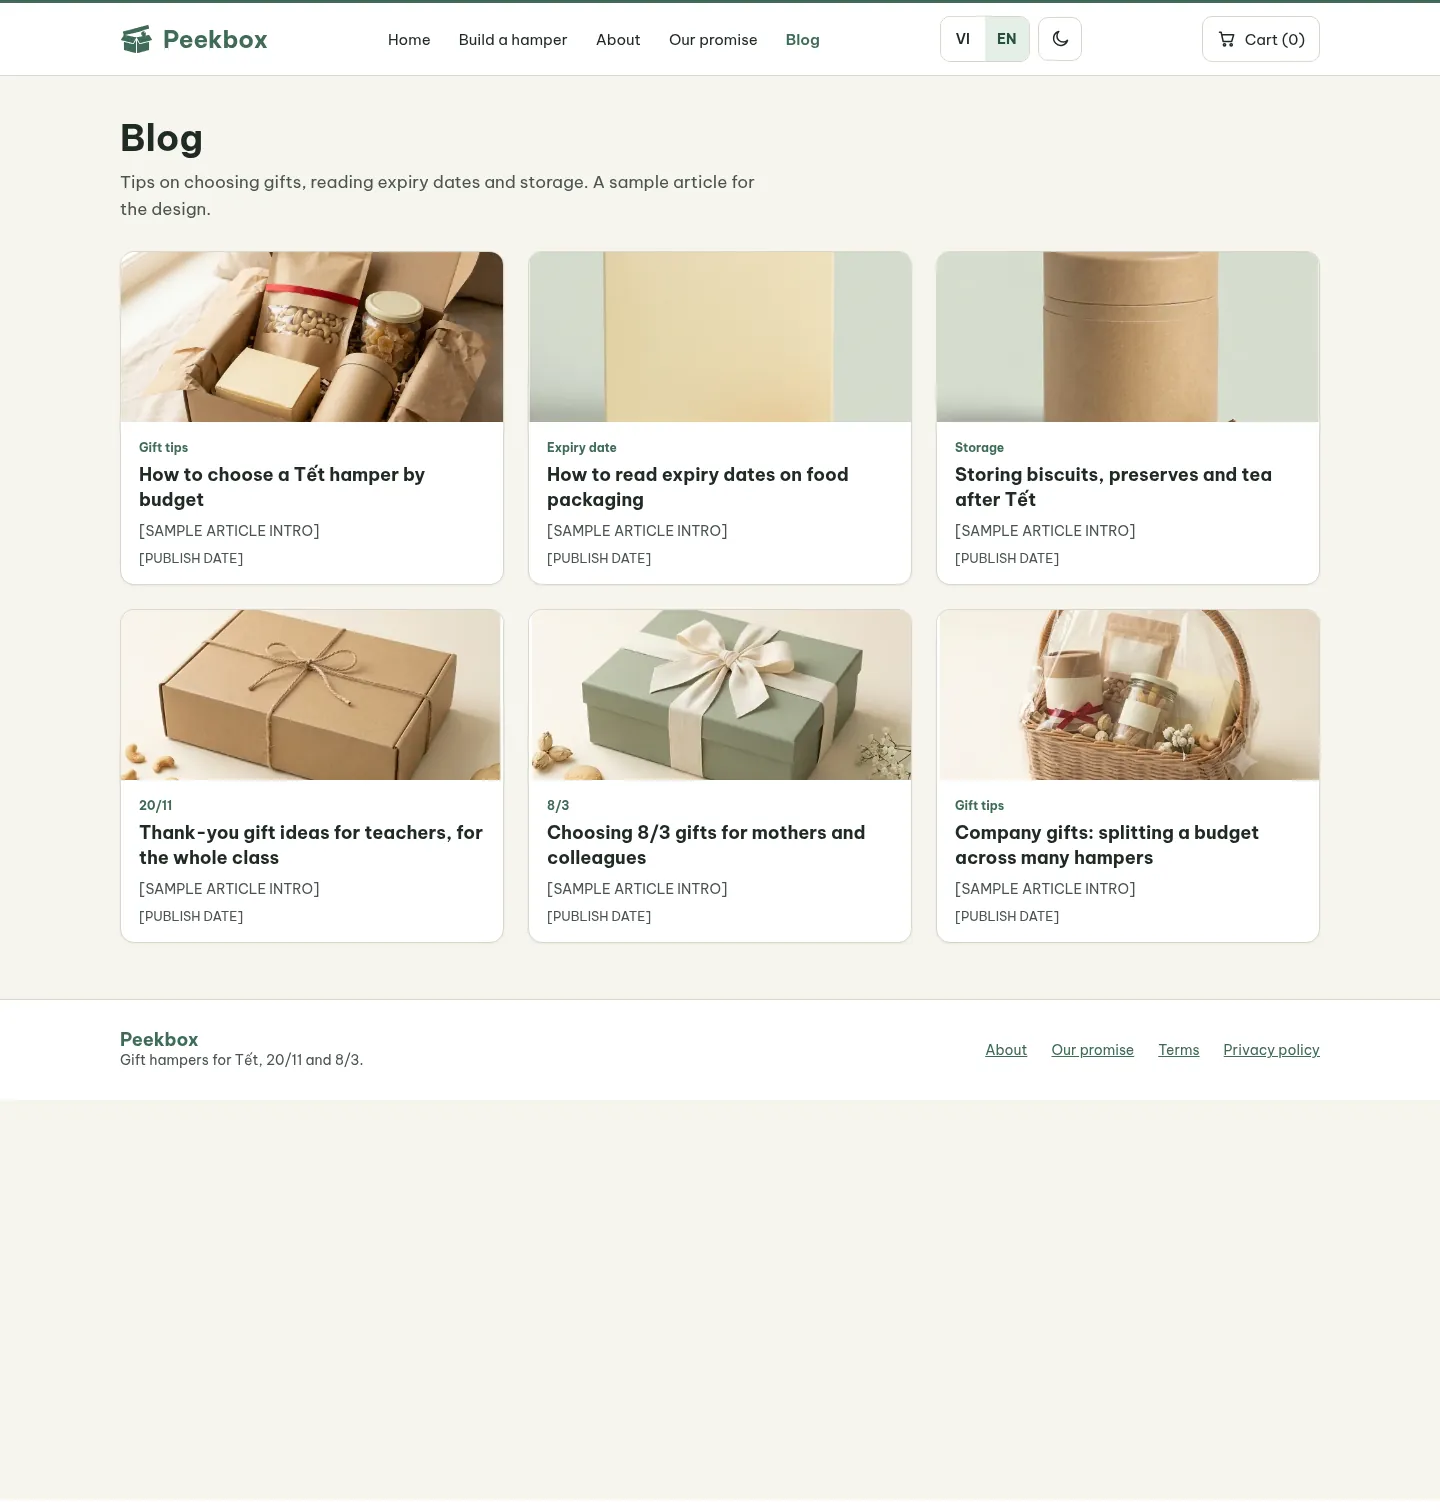 Peekbox
Home
Build a hamper
About
Our promise
Blog
VI
EN
Cart (0)
Blog
Tips on choosing gifts, reading expiry dates and storage. A sample article for
the design.
Gift tips
How to choose a Tết hamper by
budget
[SAMPLE ARTICLE INTRO]
[PUBLISH DATE]
Expiry date
How to read expiry dates on food
packaging
[SAMPLE ARTICLE INTRO]
[PUBLISH DATE]
Storage
Storing biscuits, preserves and tea
after Tết
[SAMPLE ARTICLE INTRO]
[PUBLISH DATE]
20/11
Thank-you gift ideas for teachers, for
the whole class
[SAMPLE ARTICLE INTRO]
[PUBLISH DATE]
8/3
Choosing 8/3 gifts for mothers and
colleagues
[SAMPLE ARTICLE INTRO]
[PUBLISH DATE]
Gift tips
Company gifts: splitting a budget
across many hampers
[SAMPLE ARTICLE INTRO]
[PUBLISH DATE]
Peekbox
Gift hampers for Tết, 20/11 and 8/3.
About
Our promise
Terms
Privacy policy